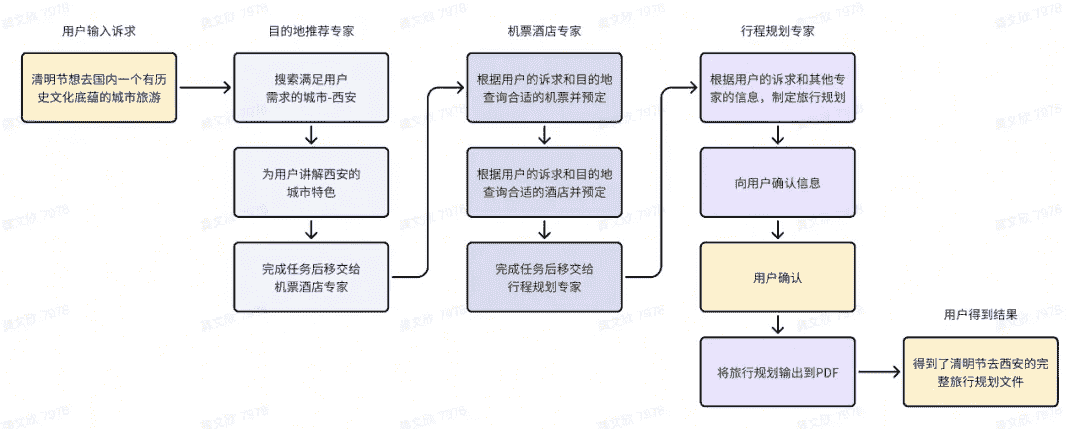 用户输入诉求
清明节想去国内一个有历
史文化底蕴的城市旅游
目的地推荐专家
搜索满足用户
需求的城市-西安
为用户讲解西安的
城市特色
完成任务后移交给
机票酒店专家
机票酒店专家
根据用户的诉求和目的地
查询合适的机票并预定
根据用户的诉求和目的地
查询合适的酒店并预定
完成任务后移交给
行程规划专家
行程规划专家
根据用户的诉求和其他专
家的信息，制定旅行规划
向用户确认信息
用户确认
将旅行规划输出到PDF
用户得到结果
得到了清明节去西安的完
整旅行规划文件